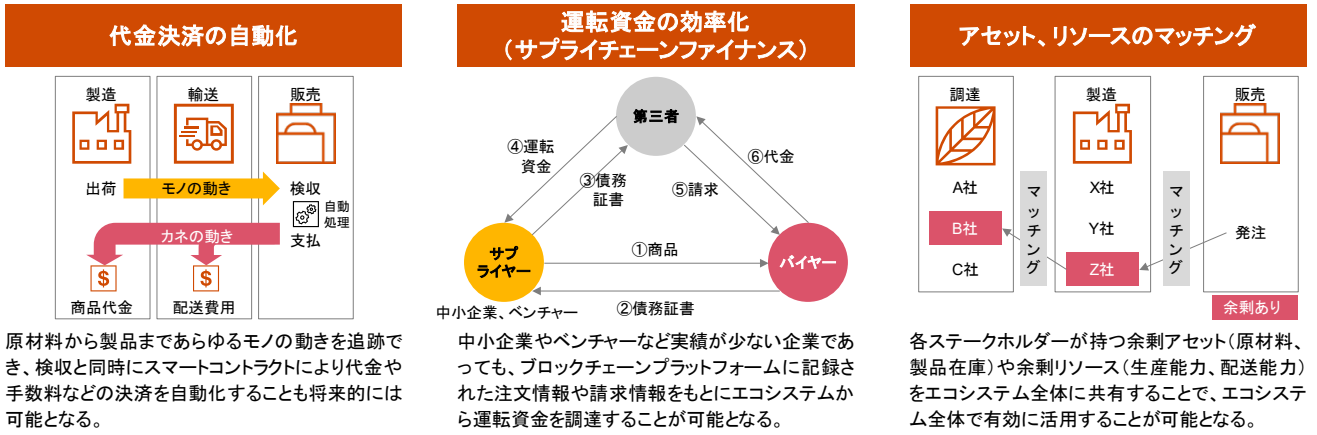 代金決済の自動化
製造
輸送
販売
出荷
モノの動き
検収
自動
処理
カネの動き
支払
$
$
商品代金
配送費用
原材料から製品まであらゆるモノの動きを追跡で
き、検収と同時にスマートコントラクトにより代金や
手数料などの決済を自動化することも将来的には
可能となる。
運転資金の効率化
（サプライチェーンファイナンス）
第三者
④運転
資金
③債務
証書
⑥代金
⑤請求
サプ
ライヤー
①商品
バイヤー
②債務証書
中小企業、ベンチャー
中小企業やベンチャーなど実績が少ない企業であ
っても、ブロックチェーンプラットフォームに記録さ
れた注文情報や請求情報をもとにエコシステムか
ら運転資金を調達することが可能となる。
アセット、リソースのマッチング
調達
製造
販売
A社
B社
C社
マッチング
X社
Y社
Z社
マッチング
発注
余剰あり
各ステークホルダーが持つ余剰アセット（原材料、
製品在庫）や余剰リソース（生産能力、配送能力）
をエコシステム全体に共有することで、エコシステ
ム全体で有効に活用することが可能となる。